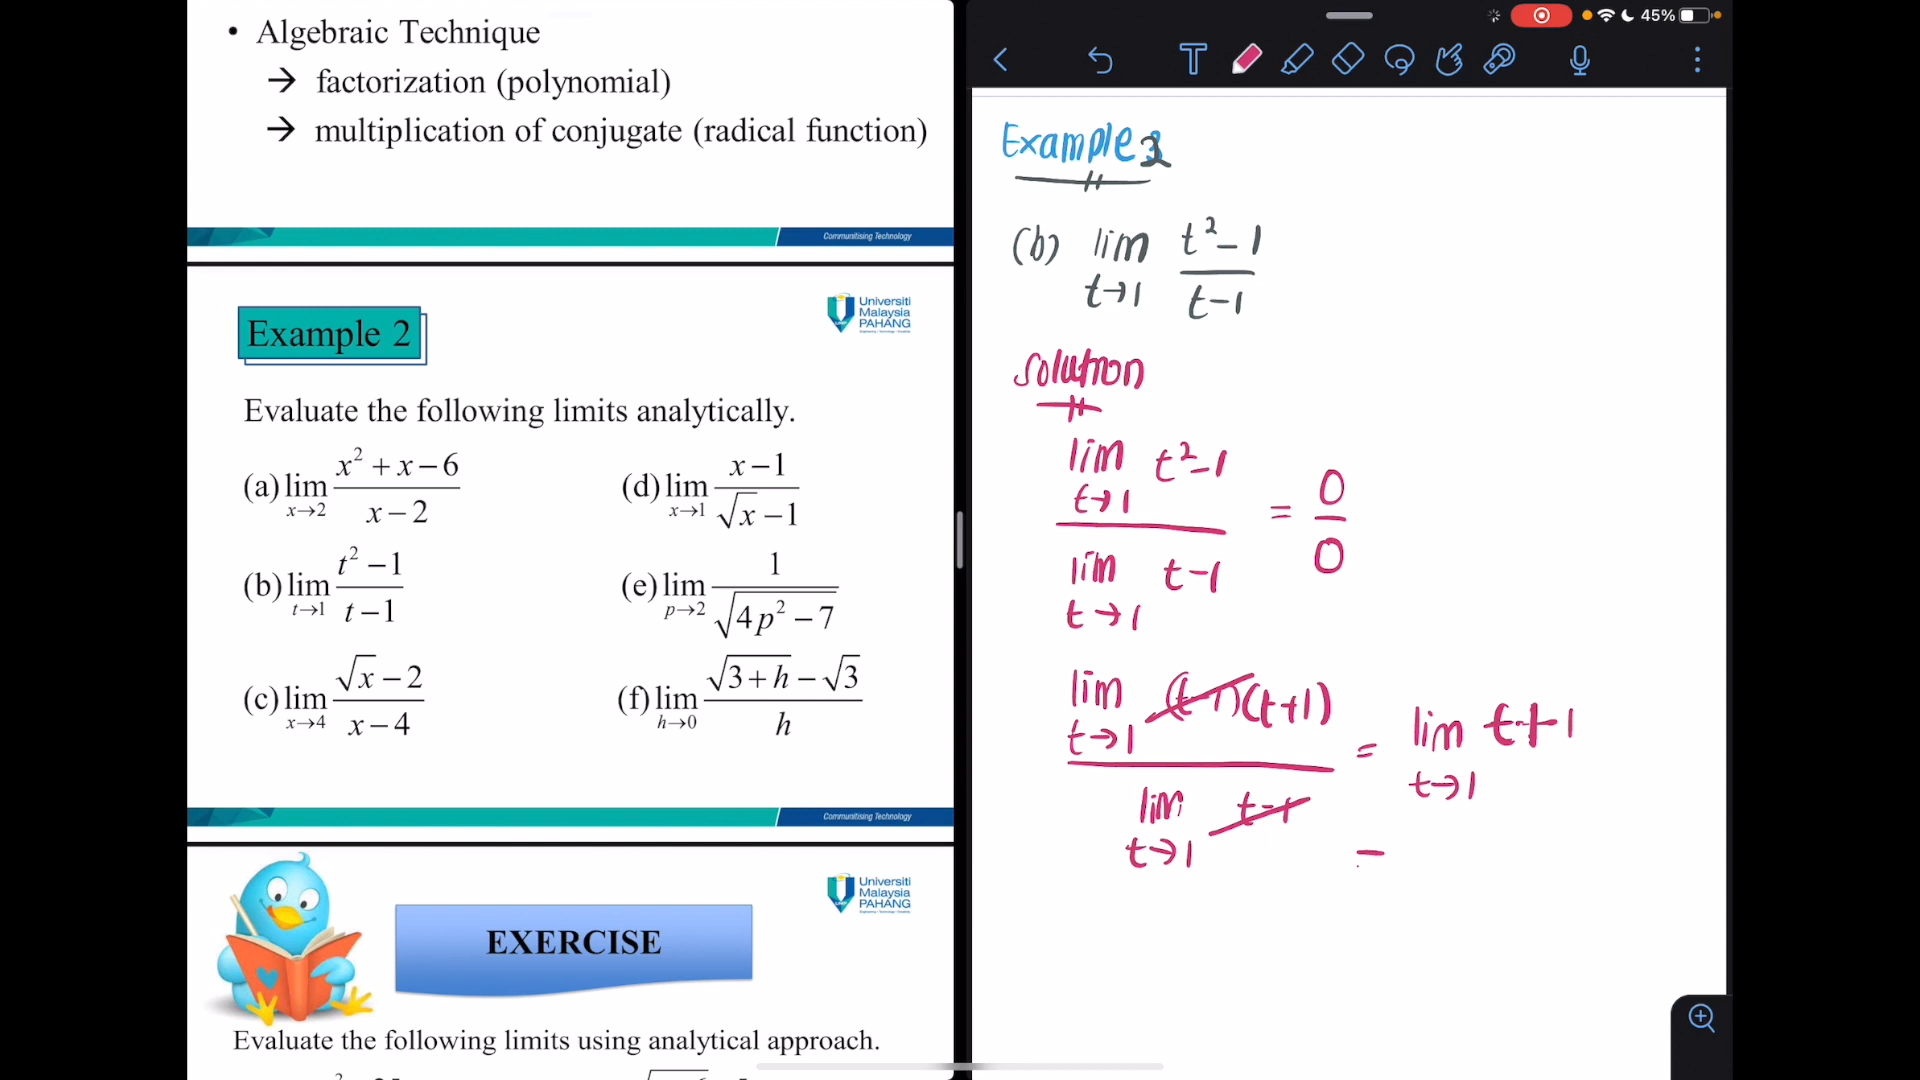 • Algebraic Technique
→ factorization (polynomial)
→ multiplication of conjugate (radical function)
Communitising Technology
Example 2
Universiti
Malaysia
PAHANG
Evaluate the following limits analytically.
(a) lim x→2 (x² + x − 6)/(x − 2)
(b) lim t→1 (t² − 1)/(t − 1)
(c) lim x→4 (√x − 2)/(x − 4)
(d) lim x→1 (x − 1)/(√x − 1)
(e) lim p→2 1/√(4p² − 7)
(f) lim h→0 (√(3 + h) − √3)/h
Communitising Technology
Universiti
Malaysia
PAHANG
EXERCISE
Evaluate the following limits using analytical approach.
45%
T
Example 2
(b) lim t→1 (t² − 1)/(t − 1)
Solution
lim t→1 t² − 1 / lim t→1 t − 1 = 0/0
lim t→1 (t − 1)(t + 1) / lim t→1 t − 1 = lim t→1 t + 1
=